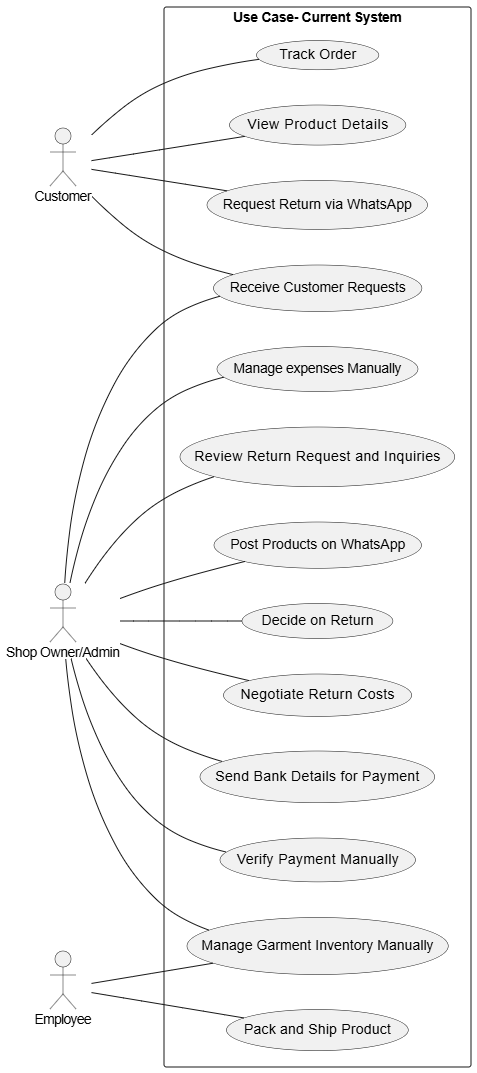 Use Case- Current System
Track Order
View Product Details
Customer
Request Return via WhatsApp
Receive Customer Requests
Manage expenses Manually
Review Return Request and Inquiries
Post Products on WhatsApp
Decide on Return
Shop Owner/Admin
Negotiate Return Costs
Send Bank Details for Payment
Verify Payment Manually
Manage Garment Inventory Manually
Employee
Pack and Ship Product